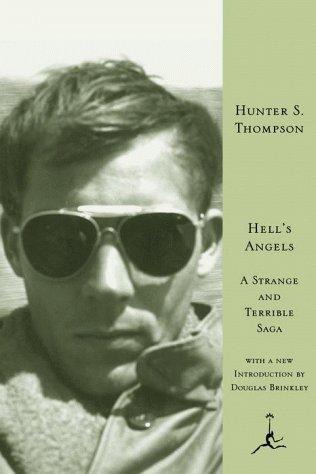 HUNTER S.
THOMPSON
HELL'S
ANGELS
A STRANGE
AND
TERRIBLE
SAGA
WITH A NEW
INTRODUCTION BY
DOUGLAS BRINKLEY